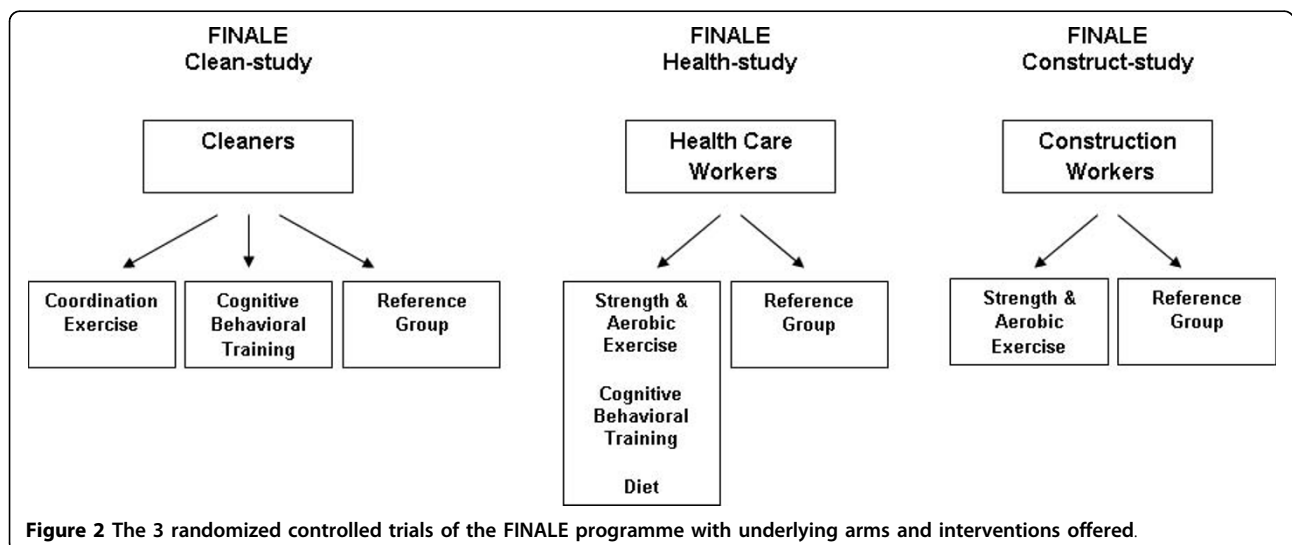 FINALE
Clean-study
FINALE
Health-study
FINALE
Construct-study
Cleaners
Health Care
Workers
Construction
Workers
Coordination
Exercise
Cognitive
Behavioral
Training
Reference
Group
Strength &
Aerobic
Exercise
Cognitive
Behavioral
Training
Diet
Reference
Group
Strength &
Aerobic
Exercise
Reference
Group
Figure 2 The 3 randomized controlled trials of the FINALE programme with underlying arms and interventions offered.